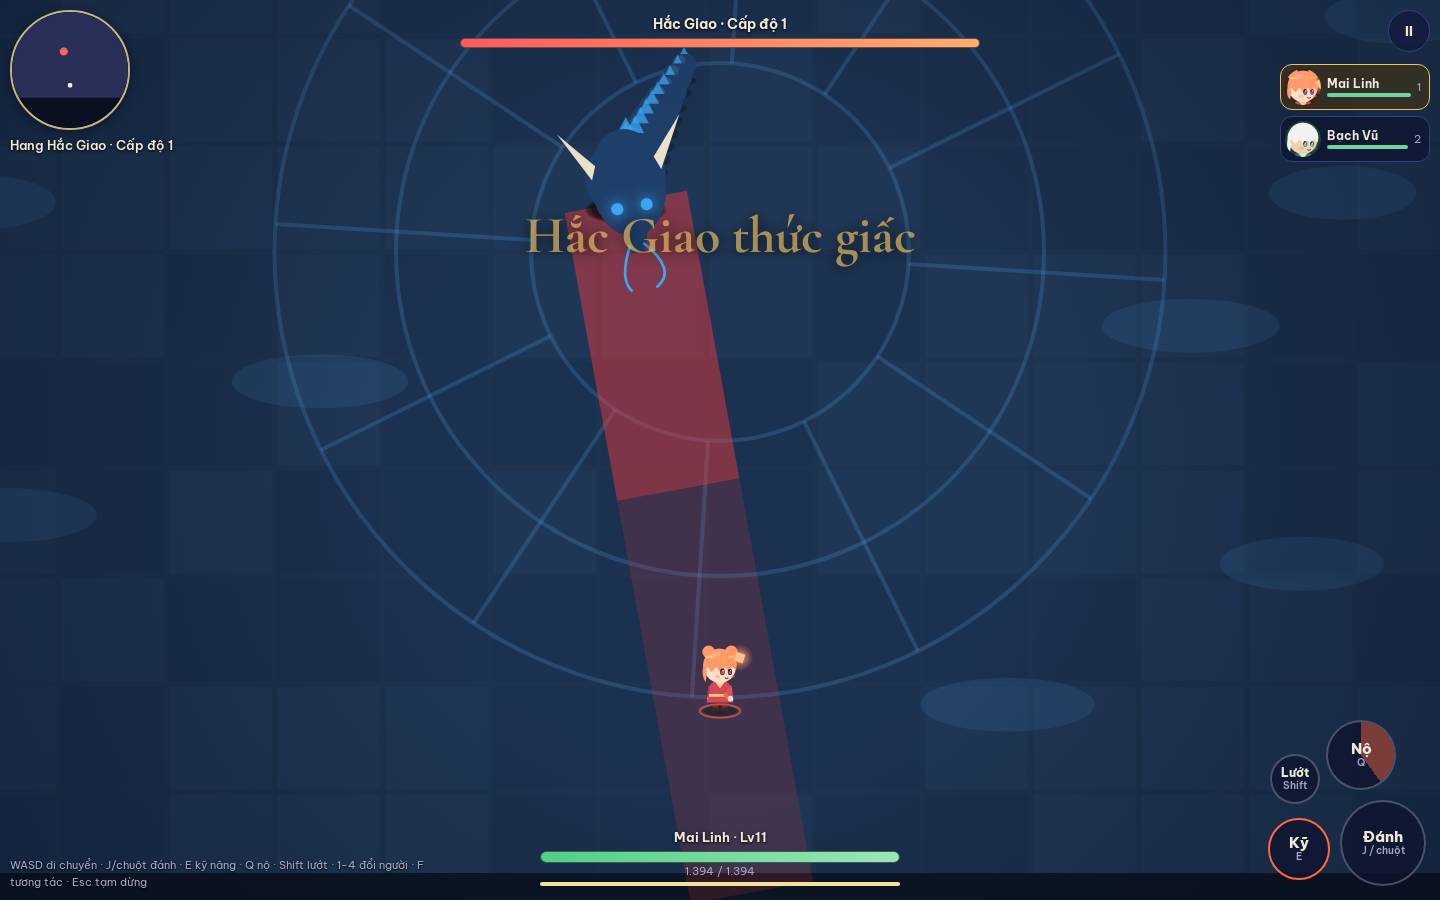 Hắc Giao · Cấp độ 1
Hang Hắc Giao · Cấp độ 1
Mai Linh
1
Bạch Vũ
2
Hắc Giao thức giấc
Nộ
Q
Lướt
Shift
Kỹ
E
Đánh
J / chuột
Mai Linh · Lv11
1.394 / 1.394
WASD di chuyển · J/chuột đánh · E kỹ năng · Q nộ · Shift lướt · 1–4 đổi người · F
tương tác · Esc tạm dừng